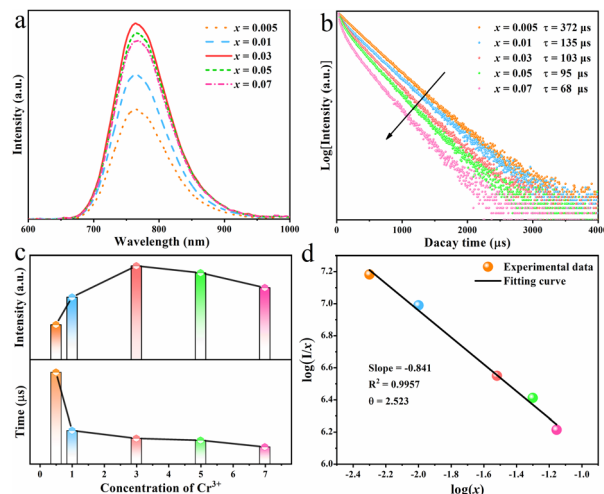 a
x = 0.005
x = 0.01
x = 0.03
x = 0.05
x = 0.07
Intensity (a.u.)
600 700 800 900 1000
Wavelength (nm)
b
x = 0.005 τ = 372 μs
x = 0.01 τ = 135 μs
x = 0.03 τ = 103 μs
x = 0.05 τ = 95 μs
x = 0.07 τ = 68 μs
Log[Intensity (a.u.)]
0 1000 2000 3000 4000
Dacay time (μs)
c
Intensity (a.u.)
Time (μs)
0 1 3 5 7
Concentration of Cr³⁺
d
Experimental data
Fitting curve
Slope = -0.841
R² = 0.9957
θ = 2.523
log(I/x)
7.2
7.0
6.8
6.6
6.4
6.2
6.0
-2.4 -2.2 -2.0 -1.8 -1.6 -1.4 -1.2 -1.0
log(x)